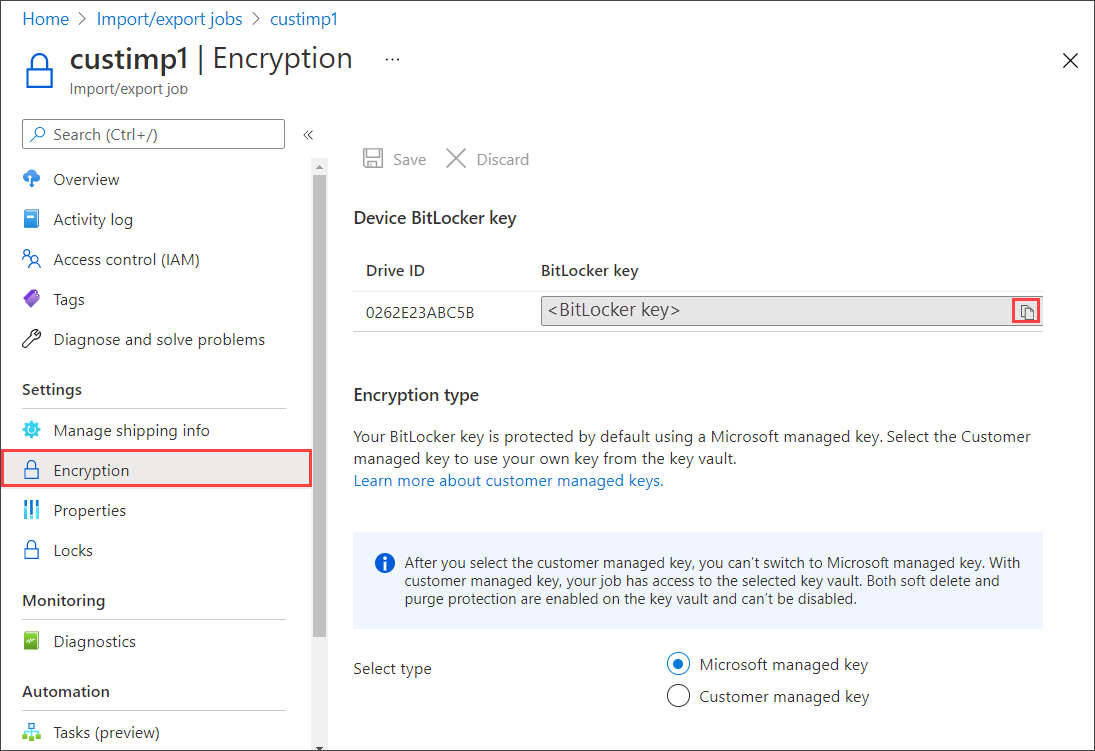 Home > Import/export jobs > custimp1
custimp1 | Encryption ...
Import/export job
Search (Ctrl+/)
«
Overview
Activity log
Access control (IAM)
Tags
Diagnose and solve problems
Settings
Manage shipping info
Encryption
Properties
Locks
Monitoring
Diagnostics
Automation
Tasks (preview)
Save Discard
Device BitLocker key
Drive ID BitLocker key
0262E23ABC5B <BitLocker key>
Encryption type
Your BitLocker key is protected by default using a Microsoft managed key. Select the Customer
managed key to use your own key from the key vault.
Learn more about customer managed keys.
After you select the customer managed key, you can't switch to Microsoft managed key. With
customer managed key, your job has access to the selected key vault. Both soft delete and
purge protection are enabled on the key vault and can't be disabled.
Select type
Microsoft managed key
Customer managed key